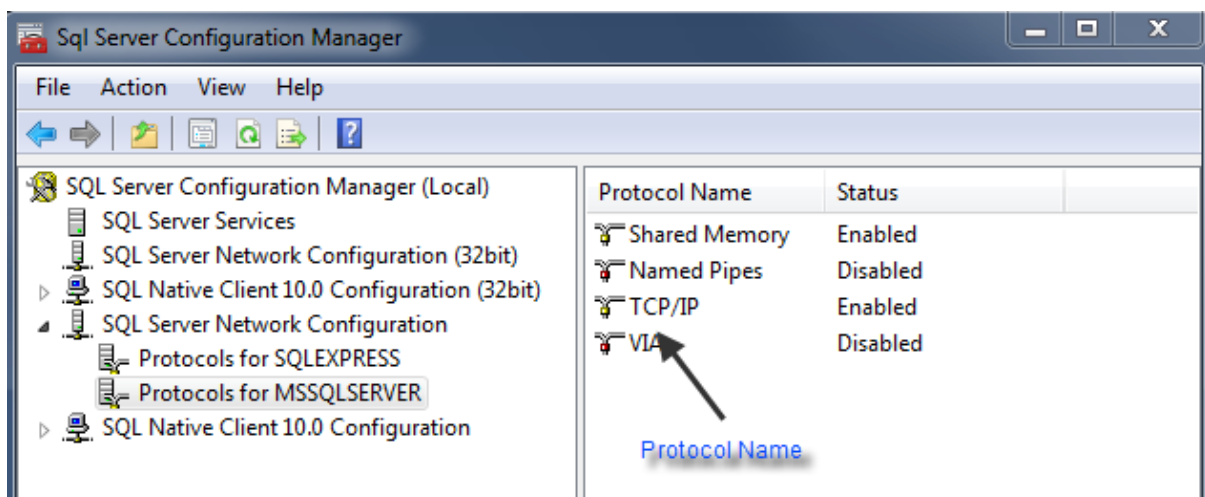 Sql Server Configuration Manager
File Action View Help
SQL Server Configuration Manager (Local)
SQL Server Services
SQL Server Network Configuration (32bit)
SQL Native Client 10.0 Configuration (32bit)
SQL Server Network Configuration
Protocols for SQLEXPRESS
Protocols for MSSQLSERVER
SQL Native Client 10.0 Configuration
Protocol Name Status
Shared Memory Enabled
Named Pipes Disabled
TCP/IP Enabled
VIA Disabled
Protocol Name